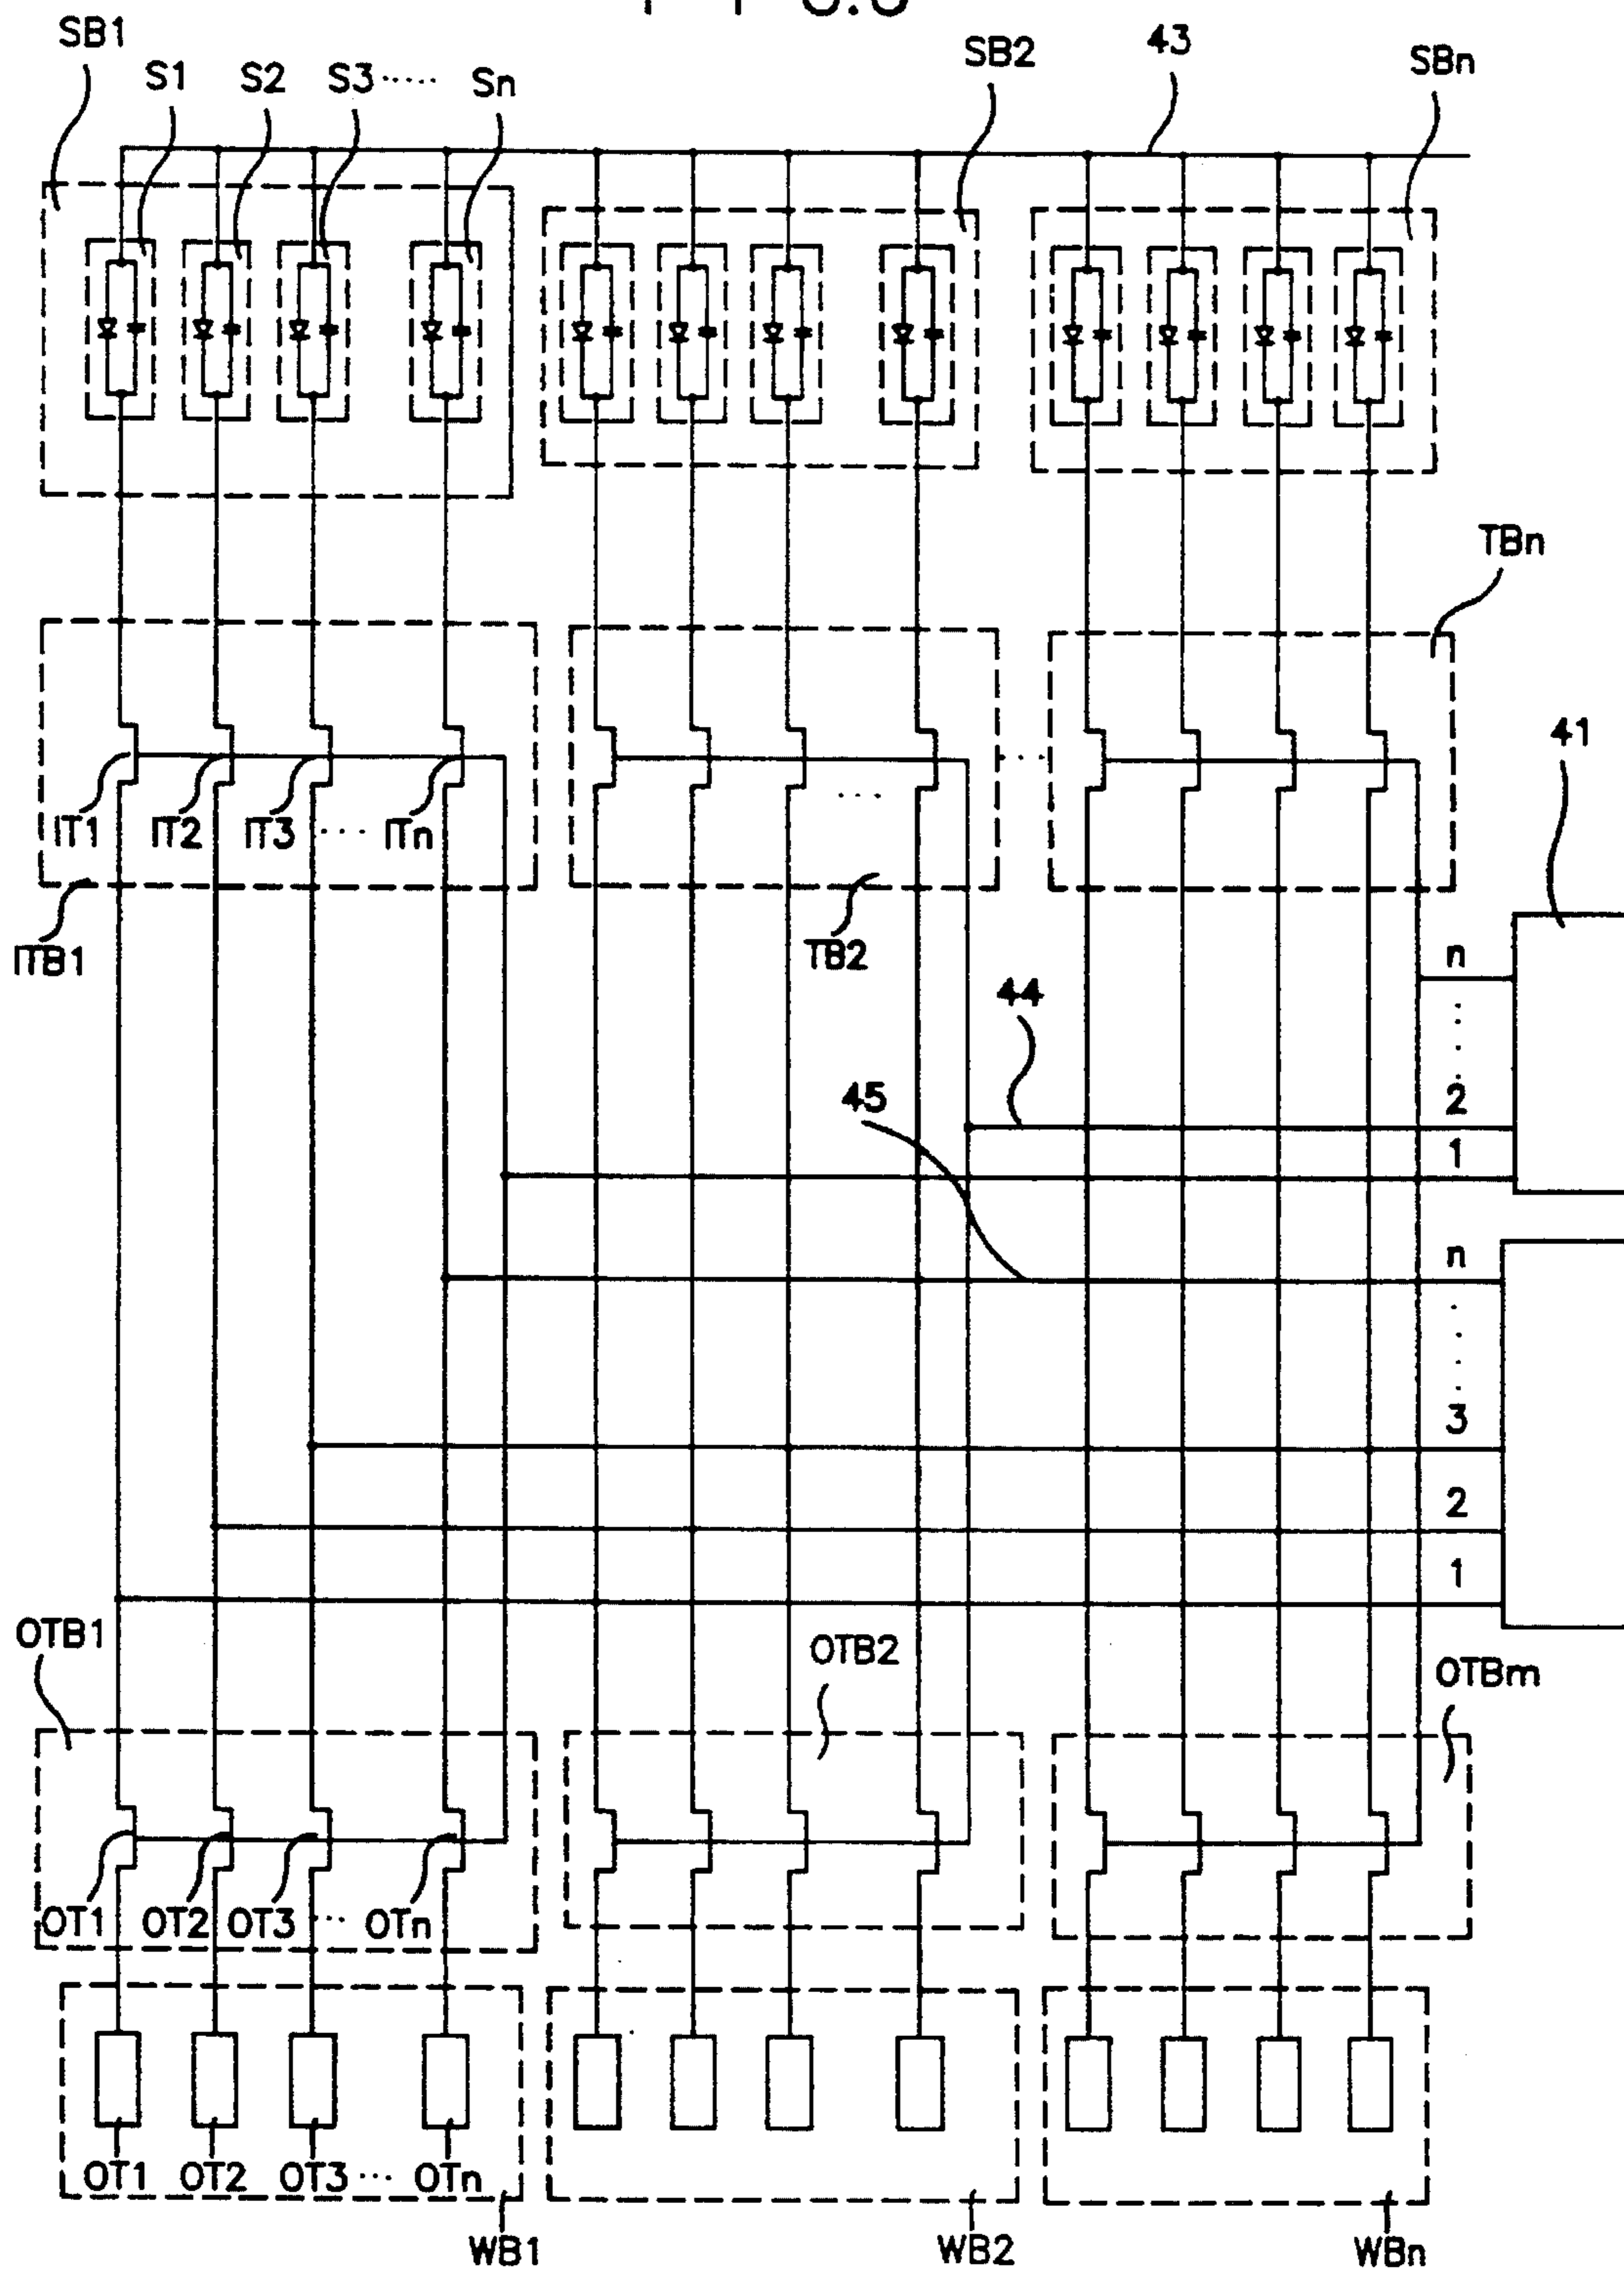 SB1
S1 S2 S3 ····· Sn
SB2
43
SBn
TBn
IT1 IT2 IT3 ···· ITn
ITB1
····
TB2
····
41
n
2
1
44
45
n
3
2
1
OTB1
OTB2
OTBm
OT1 OT2 OT3 ··· OTn
OT1 OT2 OT3 ··· OTn
WB1
WB2
WBn